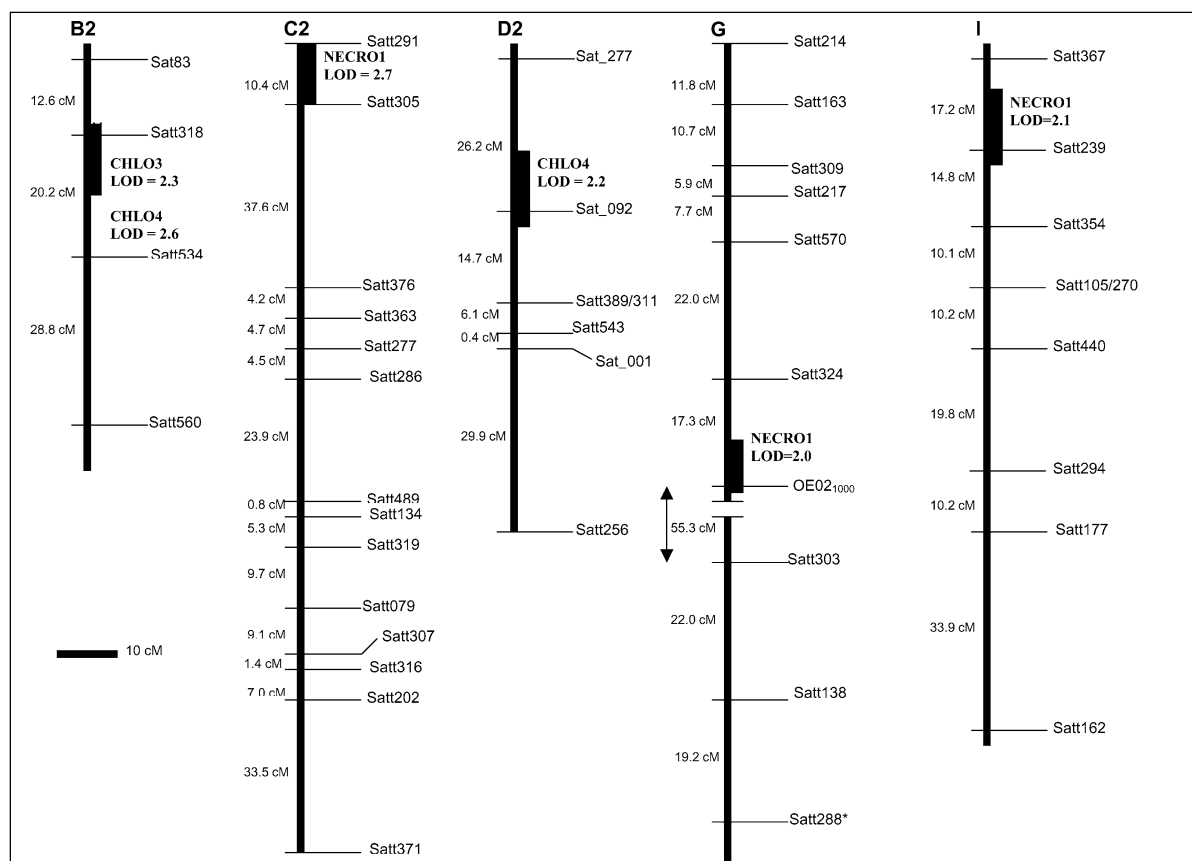 B2
Sat83
12.6 cM
Satt318
CHLO3
LOD = 2.3
20.2 cM
CHLO4
LOD = 2.6
Satt534
28.8 cM
Satt560
10 cM
C2
Satt291
NECRO1
LOD = 2.7
10.4 cM
Satt305
37.6 cM
Satt376
4.2 cM
Satt363
4.7 cM
Satt277
4.5 cM
Satt286
23.9 cM
Satt489
0.8 cM
Satt134
5.3 cM
Satt319
9.7 cM
Satt079
9.1 cM
Satt307
1.4 cM
Satt316
7.0 cM
Satt202
33.5 cM
Satt371
D2
Sat_277
26.2 cM
CHLO4
LOD = 2.2
Sat_092
14.7 cM
Satt389/311
6.1 cM
Satt543
0.4 cM
Sat_001
29.9 cM
Satt256
G
Satt214
11.8 cM
Satt163
10.7 cM
Satt309
5.9 cM
Satt217
7.7 cM
Satt570
22.0 cM
Satt324
17.3 cM
NECRO1
LOD=2.0
OE021000
55.3 cM
Satt303
22.0 cM
Satt138
19.2 cM
Satt288*
I
Satt367
17.2 cM
NECRO1
LOD=2.1
Satt239
14.8 cM
Satt354
10.1 cM
Satt105/270
10.2 cM
Satt440
19.8 cM
Satt294
10.2 cM
Satt177
33.9 cM
Satt162